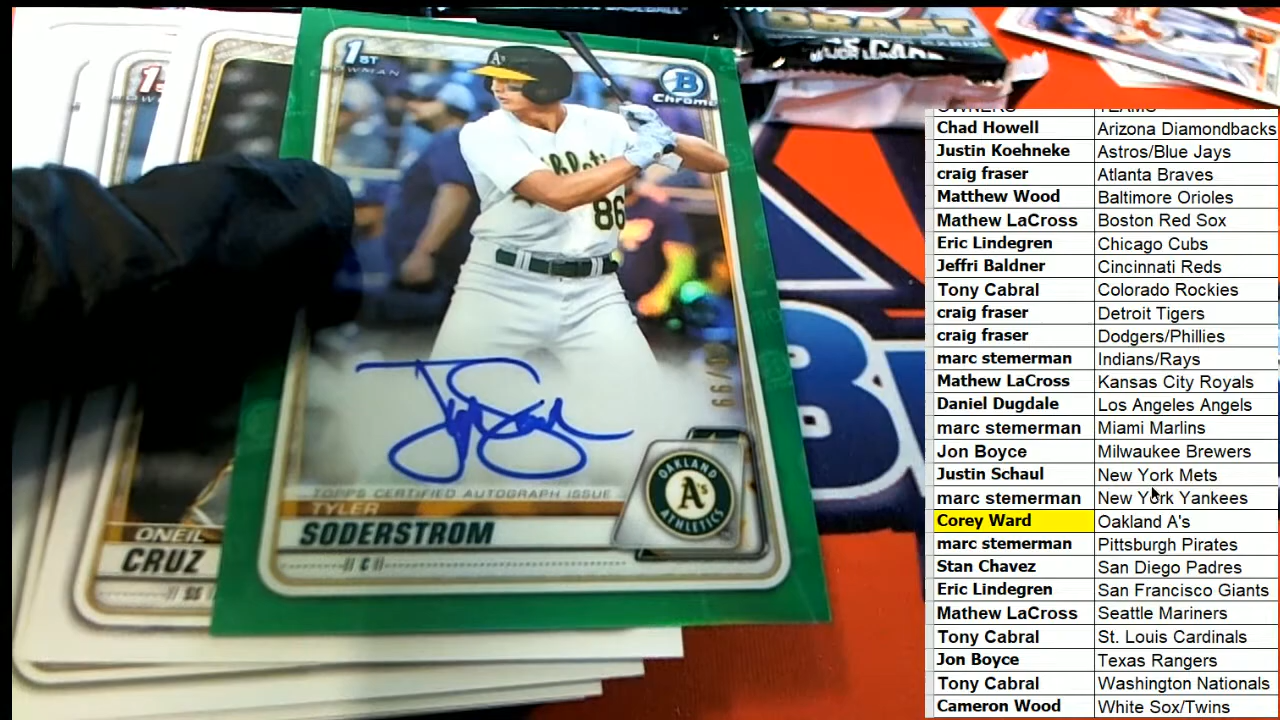 DRAFT
1ST
BOWMAN
B
Chrome
A's
86
TOPPS CERTIFIED AUTOGRAPH ISSUE
TYLER
SODERSTROM
C
OAKLAND
A's
ATHLETICS
ONEIL
CRUZ
SS
OWNERS TEAMS
Chad Howell Arizona Diamondbacks
Justin Koehneke Astros/Blue Jays
craig fraser Atlanta Braves
Matthew Wood Baltimore Orioles
Mathew LaCross Boston Red Sox
Eric Lindegren Chicago Cubs
Jeffri Baldner Cincinnati Reds
Tony Cabral Colorado Rockies
craig fraser Detroit Tigers
craig fraser Dodgers/Phillies
marc stemerman Indians/Rays
Mathew LaCross Kansas City Royals
Daniel Dugdale Los Angeles Angels
marc stemerman Miami Marlins
Jon Boyce Milwaukee Brewers
Justin Schaul New York Mets
marc stemerman New York Yankees
Corey Ward Oakland A's
marc stemerman Pittsburgh Pirates
Stan Chavez San Diego Padres
Eric Lindegren San Francisco Giants
Mathew LaCross Seattle Mariners
Tony Cabral St. Louis Cardinals
Jon Boyce Texas Rangers
Tony Cabral Washington Nationals
Cameron Wood White Sox/Twins